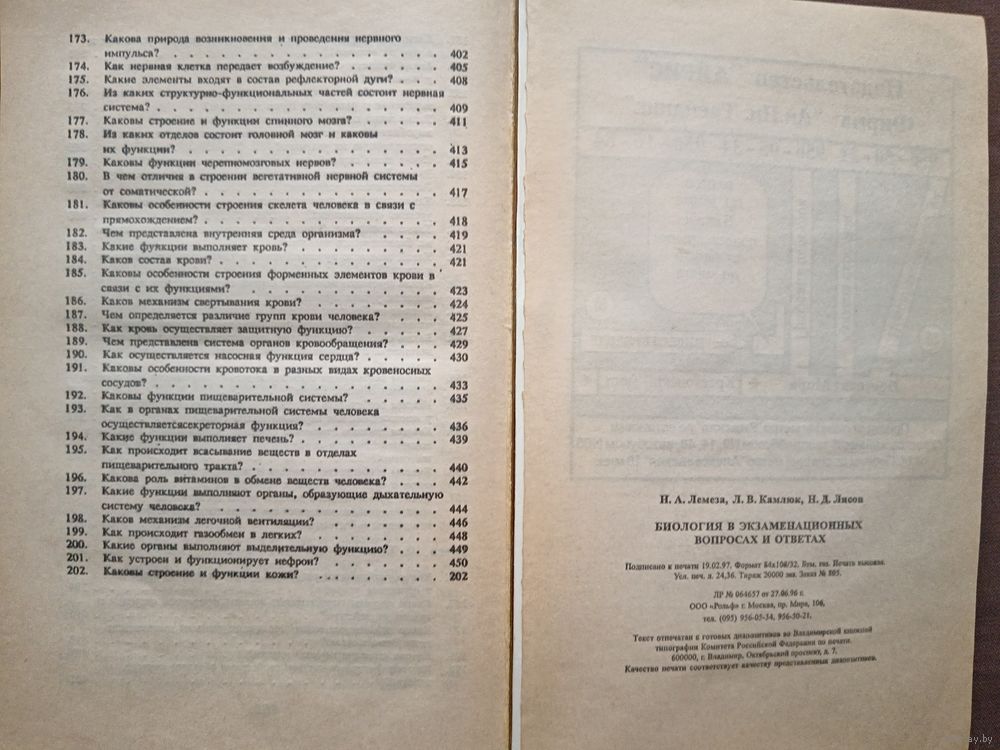 173. Какова природа возникновения и проведения нервного
импульса? . . . . . . . . . . . . . . . 402
174. Как нервная клетка передает возбуждение? . . . . . 405
175. Какие элементы входят в состав рефлекторной дуги? . . . 408
176. Из каких структурно-функциональных частей состоит нервная
система? . . . . . . . . . . . . . . . 409
177. Каковы строение и функции спинного мозга? . . . . . 411
178. Из каких отделов состоит головной мозг и каковы
их функции? . . . . . . . . . . . . . . 413
179. Каковы функции черепномозговых нервов? . . . . . 415
180. В чем отличия в строении вегетативной нервной системы
от соматической? . . . . . . . . . . . . 417
181. Каковы особенности строения скелета человека в связи с
прямохождением? . . . . . . . . . . . . 418
182. Чем представлена внутренняя среда организма? . . . . 419
183. Какие функции выполняет кровь? . . . . . . . . 421
184. Каков состав крови? . . . . . . . . . . . 421
185. Каковы особенности строения форменных элементов крови в
связи с их функциями? . . . . . . . . . . 423
186. Каков механизм свертывания крови? . . . . . . . 424
187. Чем определяется различие групп крови человека? . . . 425
188. Как кровь осуществляет защитную функцию? . . . . . 427
189. Чем представлена система органов кровообращения? . . . 429
190. Как осуществляется насосная функция сердца? . . . . 430
191. Каковы особенности кровотока в разных видах кровеносных
сосудов? . . . . . . . . . . . . . . . 433
192. Каковы функции пищеварительной системы? . . . . . 435
193. Как в органах пищеварительной системы человека
осуществляетсясекреторная функция? . . . . . . 436
194. Какие функции выполняет печень? . . . . . . . . 439
195. Как происходит всасывание веществ в отделах
пищеварительного тракта? . . . . . . . . . 440
196. Какова роль витаминов в обмене веществ человека? . . . 442
197. Какие функции выполняют органы, образующие дыхательную
систему человека? . . . . . . . . . . . . 444
198. Каков механизм легочной вентиляции? . . . . . . . 446
199. Как происходит газообмен в легких? . . . . . . . 448
200. Какие органы выполняют выделительную функцию? . . . 449
201. Как устроен и функционирует нефрон? . . . . . . . 450
202. Каковы строение и функции кожи? . . . . . . . . 202
Н. А. Лемеза, Л. В. Камлюк, Н. Д. Лисов
БИОЛОГИЯ В ЭКЗАМЕНАЦИОННЫХ
ВОПРОСАХ И ОТВЕТАХ
Подписано к печати 19.02.97. Формат 84х108/32. Бум. газ. Печать высокая.
Усл. печ. л. 24,36. Тираж 20000 экз. Заказ № 805.
ЛР № 064657 от 27.06.96 г.
ООО «Рольф» г. Москва, пр. Мира, 106,
тел. (095) 956-05-34, 956-50-21.
Текст отпечатан с готовых диапозитивов во Владимирской книжной
типографии Комитета Российской Федерации по печати.
600000, г. Владимир, Октябрьский проспект, д. 7.
Качество печати соответствует качеству представленных диапозитивов.